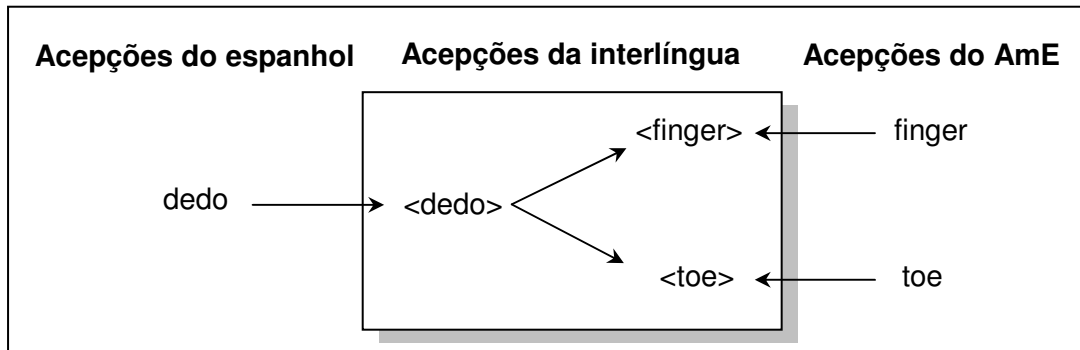 Acepções do espanhol Acepções da interlíngua Acepções do AmE
<finger> finger
dedo <dedo>
<toe> toe